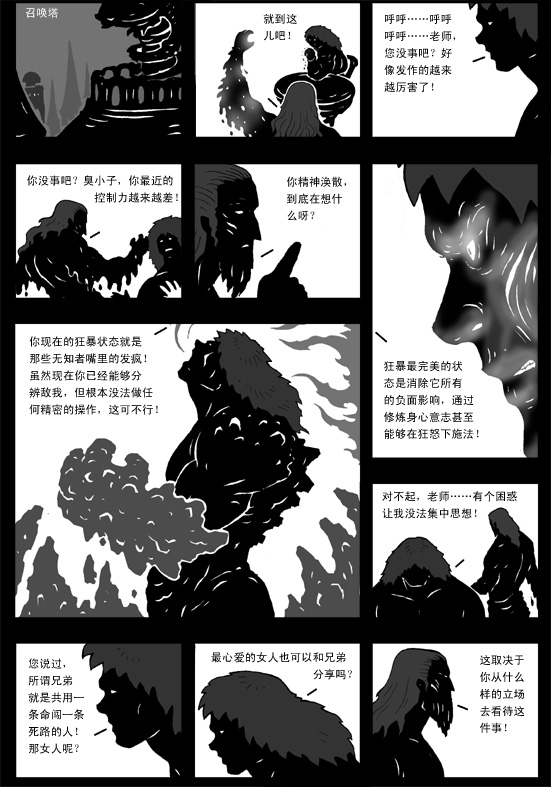 召唤塔
就到这
儿吧！
呼呼……呼呼
呼呼……老师，
您没事吧？好
像发作的越来
越厉害了！
你没事吧？臭小子，你最近的
控制力越来越差！
你精神涣散，
到底在想什
么呀？
狂暴最完美的状
态是消除它所有
的负面影响，通过
修炼身心意志甚至
能够在狂怒下施法！
你现在的狂暴状态就是
那些无知者嘴里的发疯！
虽然现在你已经能够分
辨敌我，但根本没法做任
何精密的操作，这可不行！
对不起，老师……有个困惑
让我没法集中思想！
您说过，
所谓兄弟
就是共用一
条命闯一条
死路的人！
那女人呢？
最心爱的女人也可以和兄弟
分享吗？
这取决于
你从什么
样的立场
去看待这
件事！